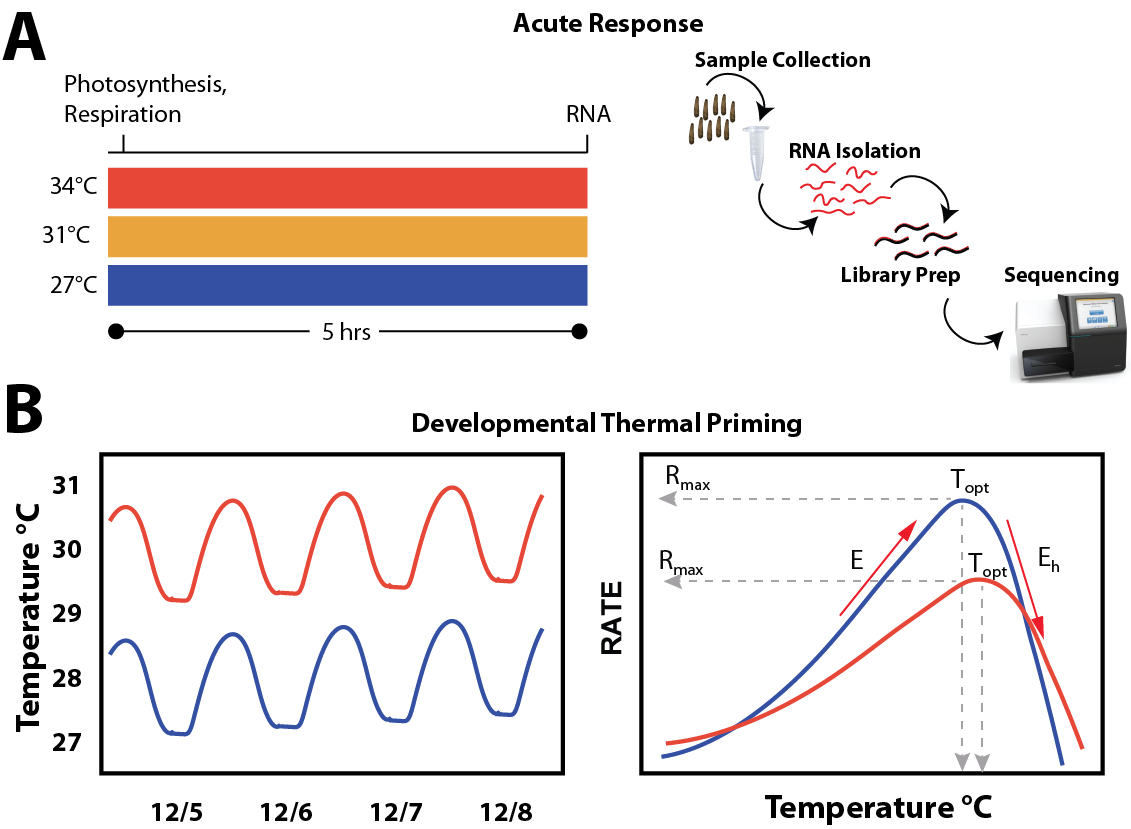 A
Acute Response
Photosynthesis,
Respiration
RNA
34°C
31°C
27°C
5 hrs
Sample Collection
RNA Isolation
Library Prep
Sequencing
B
Developmental Thermal Priming
Temperature °C
31
30
29
28
27
12/5
12/6
12/7
12/8
RATE
Rmax
Topt
Rmax
E
Topt
Eh
Temperature °C